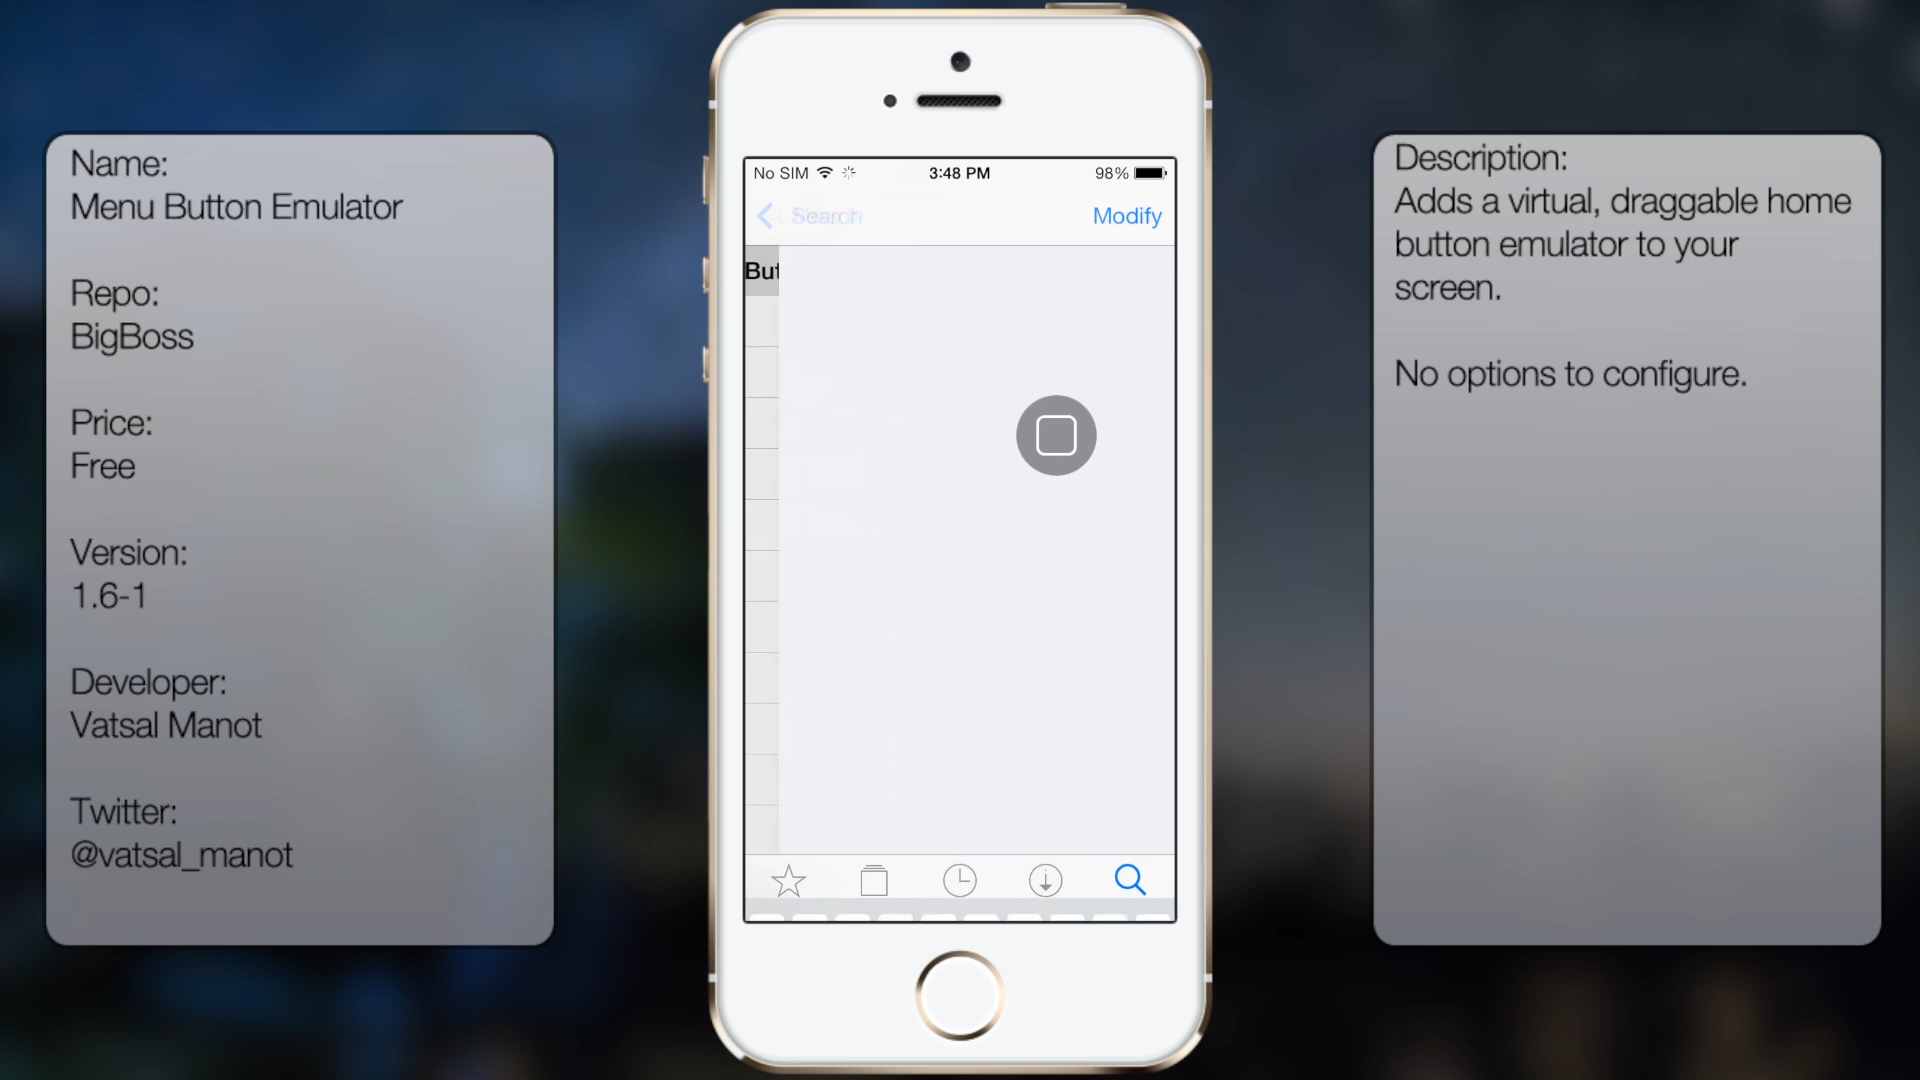 Name:
Menu Button Emulator
Repo:
BigBoss
Price:
Free
Version:
1.6-1
Developer:
Vatsal Manot
Twitter:
@vatsal_manot
No SIM 3:48 PM 98%
Search Modify
But
Description:
Adds a virtual, draggable home
button emulator to your
screen.
No options to configure.